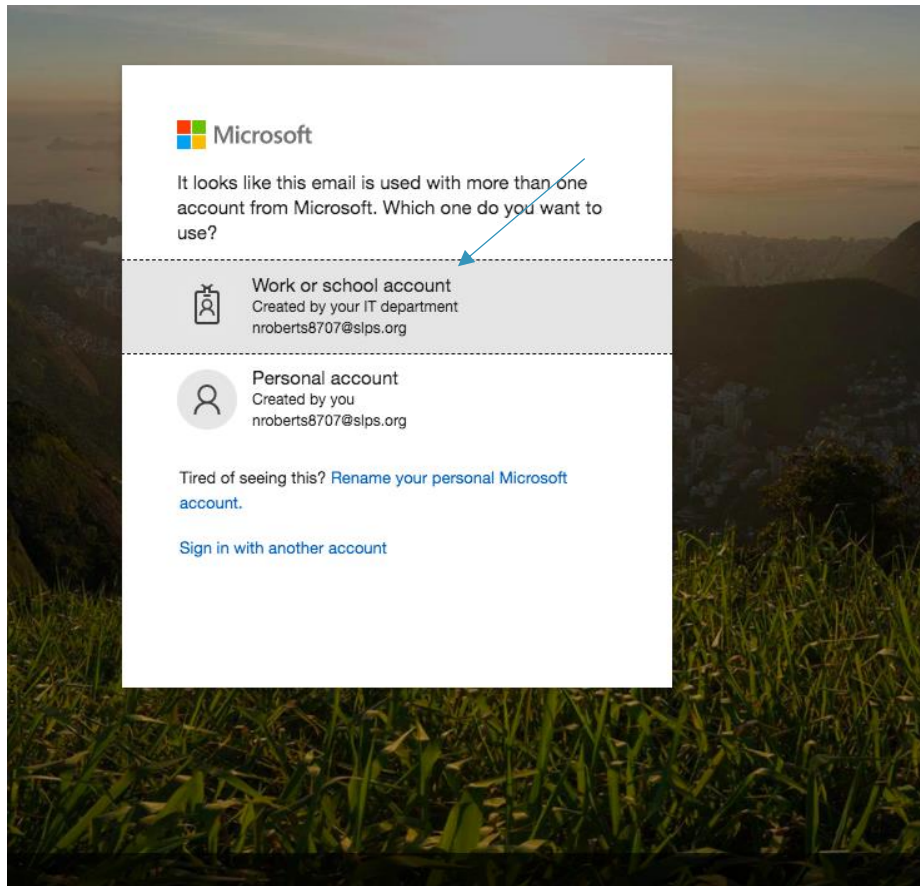 Microsoft
It looks like this email is used with more than one
account from Microsoft. Which one do you want to
use?
Work or school account
Created by your IT department
nroberts8707@slps.org
Personal account
Created by you
nroberts8707@slps.org
Tired of seeing this? Rename your personal Microsoft
account.
Sign in with another account